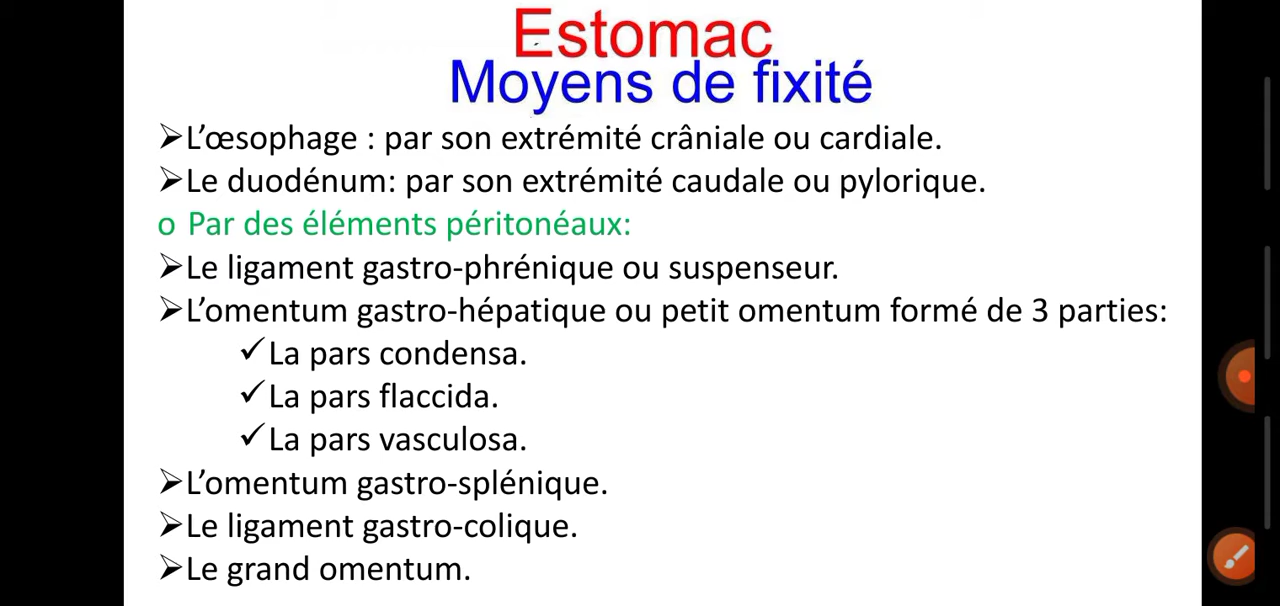 Estomac
Moyens de fixité
➢L’œsophage : par son extrémité crâniale ou cardiale.
➢Le duodénum: par son extrémité caudale ou pylorique.
o Par des éléments péritonéaux:
➢Le ligament gastro-phrénique ou suspenseur.
➢L’omentum gastro-hépatique ou petit omentum formé de 3 parties:
✓La pars condensa.
✓La pars flaccida.
✓La pars vasculosa.
➢L’omentum gastro-splénique.
➢Le ligament gastro-colique.
➢Le grand omentum.